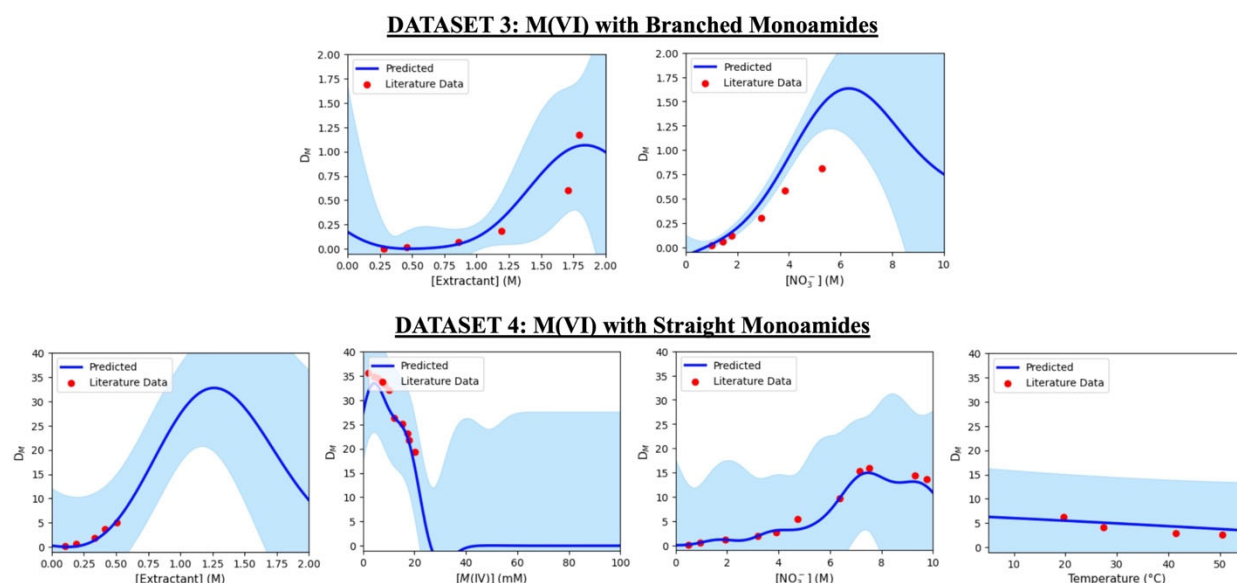 DATASET 3: M(VI) with Branched Monoamides
2.00
1.75
1.50
1.25
1.00
0.75
0.50
0.25
0.00
D_M
Predicted
Literature Data
0.00 0.25 0.50 0.75 1.00 1.25 1.50 1.75 2.00
[Extractant] (M)
2.00
1.75
1.50
1.25
1.00
0.75
0.50
0.25
0.00
D_M
Predicted
Literature Data
0 2 4 6 8 10
[NO₃⁻] (M)
DATASET 4: M(VI) with Straight Monoamides
40
35
30
25
20
15
10
5
0
D_M
Predicted
Literature Data
0.00 0.25 0.50 0.75 1.00 1.25 1.50 1.75 2.00
[Extractant] (M)
40
35
30
25
20
15
10
5
0
D_M
Predicted
Literature Data
0 20 40 60 80 100
[M(IV)] (mM)
40
35
30
25
20
15
10
5
0
D_M
Predicted
Literature Data
0 2 4 6 8 10
[NO₃⁻] (M)
40
35
30
25
20
15
10
5
0
D_M
Predicted
Literature Data
10 20 30 40 50
Temperature (°C)